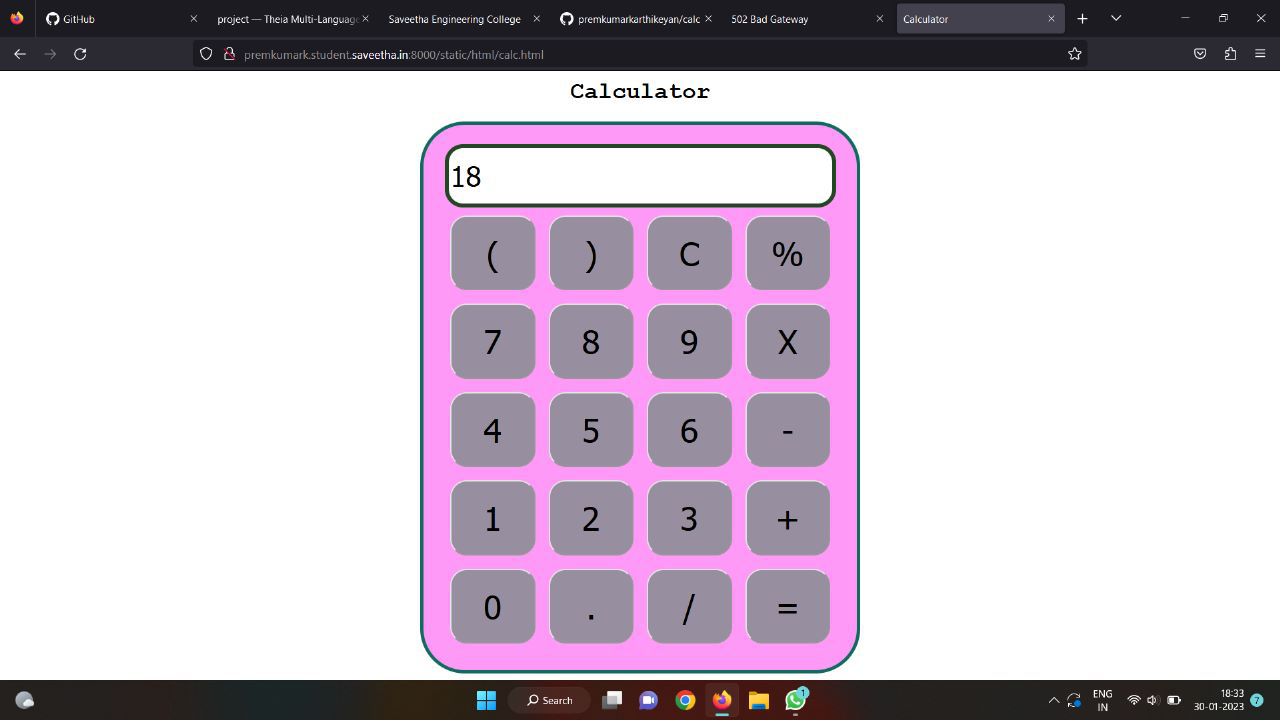 GitHub
project — Theia Multi-Language
Saveetha Engineering College
premkumarkarthikeyan/calc
502 Bad Gateway
Calculator
premkumark.student.saveetha.in:8000/static/html/calc.html
Calculator
18
( ) C %
7 8 9 X
4 5 6 -
1 2 3 +
0 . / =
Search
1
ENG
IN
18:33
30-01-2023
7